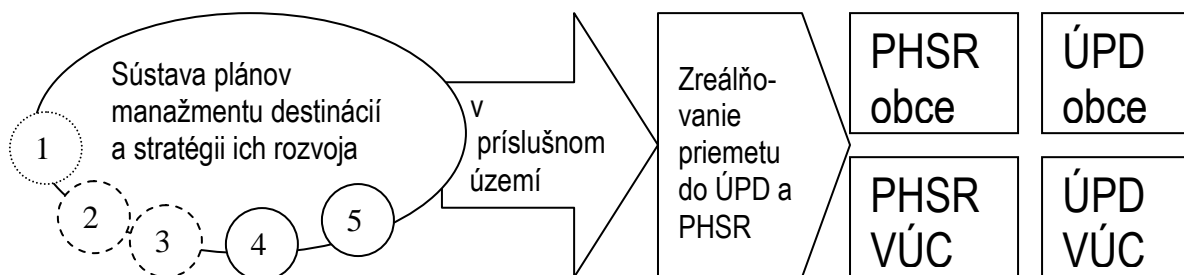 Sústava plánov
manažmentu destinácií
a stratégii ich rozvoja
1
2
3
4
5
v
príslušnom
území
Zreálňo-
vanie
priemetu
do ÚPD a
PHSR
PHSR
obce
ÚPD
obce
PHSR
VÚC
ÚPD
VÚC